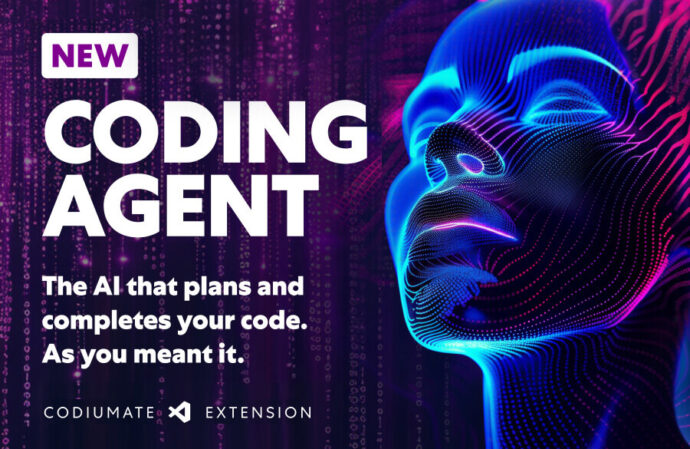 NEW
CODING
AGENT
The AI that plans and
completes your code.
As you meant it.
CODIUMATE EXTENSION